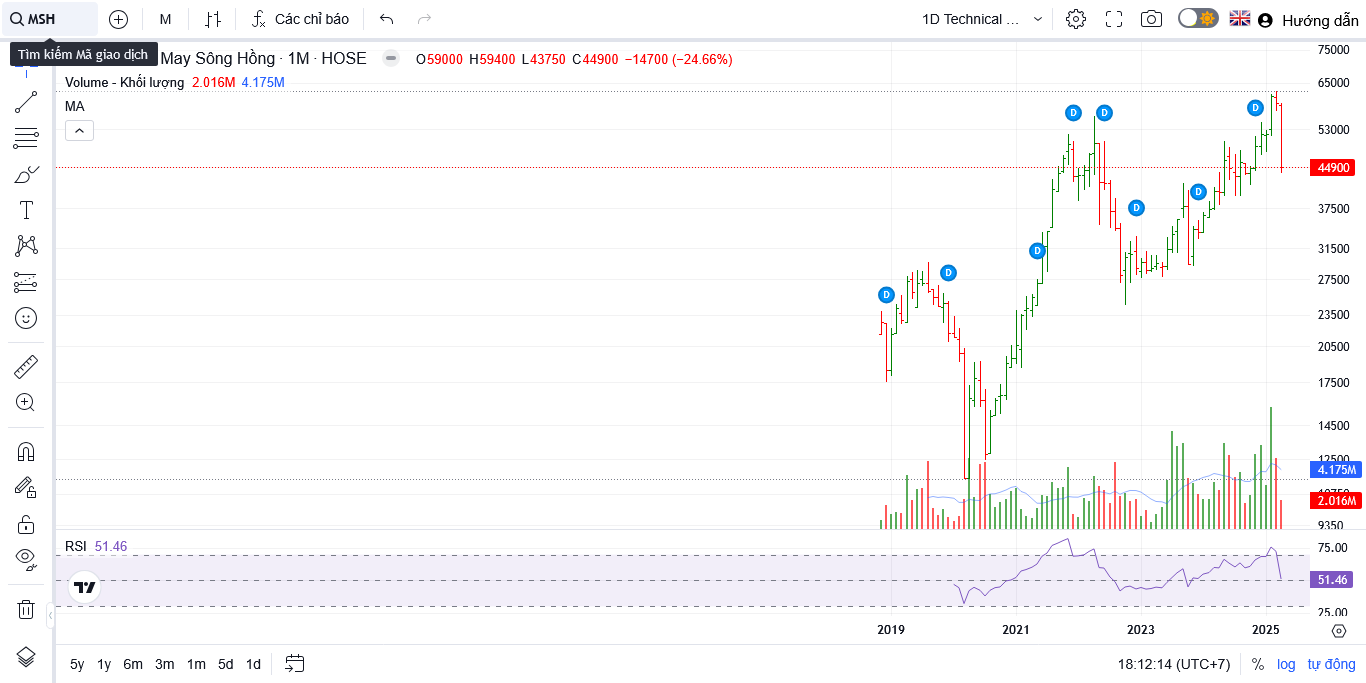 MSH
M
Các chỉ báo
1D Technical ...
Hướng dẫn
Tìm kiếm Mã giao dịch
May Sông Hồng · 1M · HOSE
O59000 H59400 L43750 C44900 −14700 (−24.66%)
Volume - Khối lượng 2.016M 4.175M
MA
75000
65000
53000
44900
37500
31500
27500
23500
20500
17500
14500
12500
4.175M
2.016M
9350
D
D
D
D
D
D
D
D
RSI 51.46
75.00
51.46
25.00
2019
2021
2023
2025
5y 1y 6m 3m 1m 5d 1d
18:12:14 (UTC+7)
% log tự động